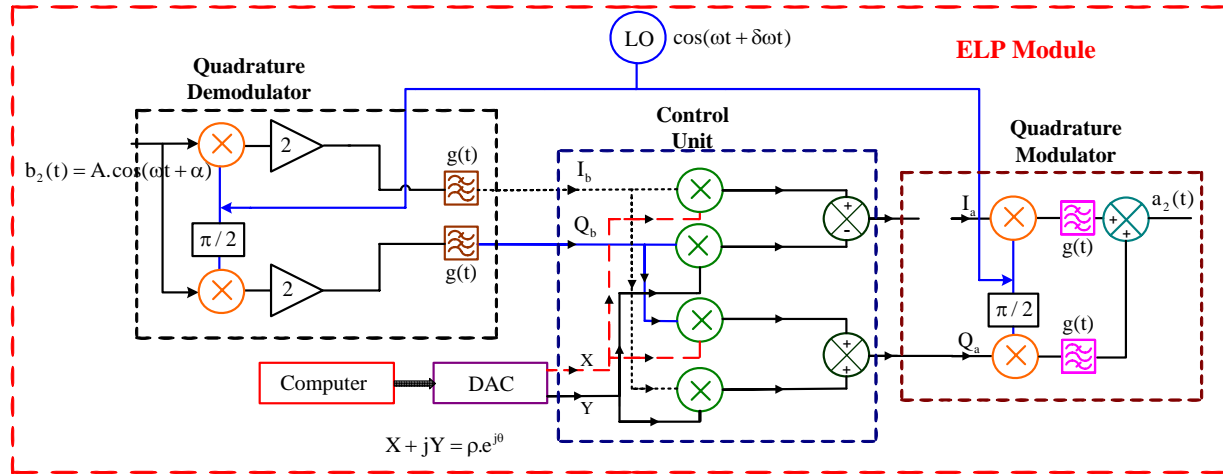 LO
cos(ωt + δωt)
ELP Module
Quadrature
Demodulator
2
g(t)
b₂(t) = A.cos(ωt + α)
π / 2
2
g(t)
Control
Unit
I_b
Q_b
X
Y
+
-
+
+
Quadrature
Modulator
I_a
g(t)
+
+
a₂(t)
π / 2
g(t)
Q_a
Computer
DAC
X + jY = ρ.e^{jθ}